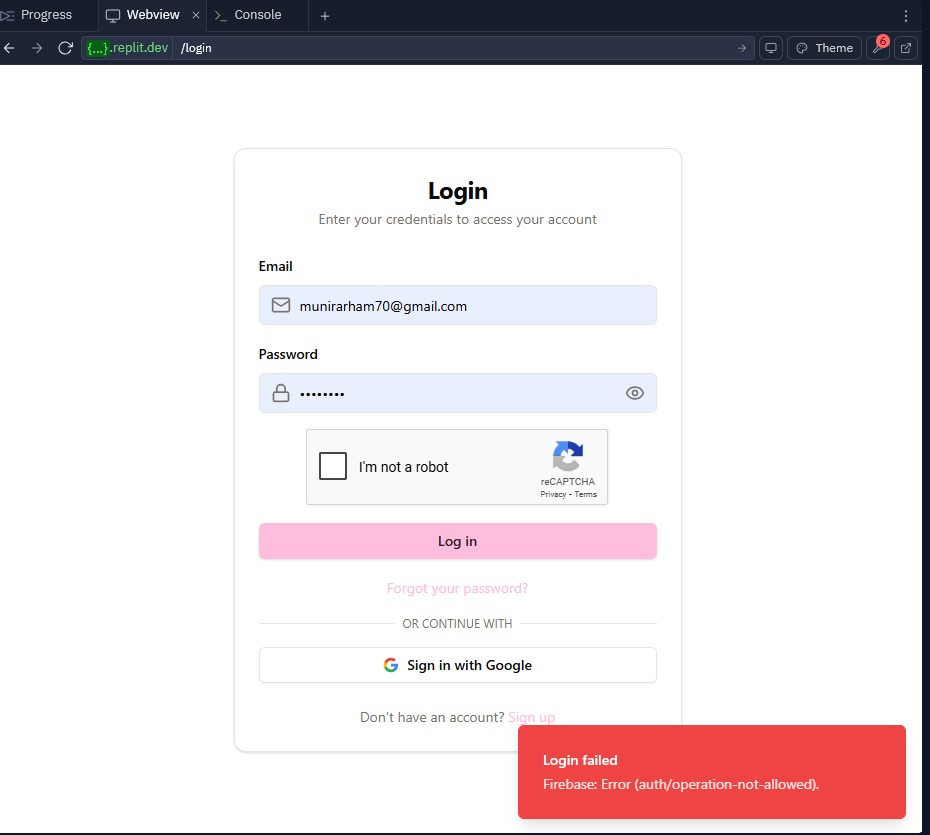 Progress
Webview
Console
{...}.replit.dev /login
Theme
6
Login
Enter your credentials to access your account
Email
munirarham70@gmail.com
Password
I'm not a robot
reCAPTCHA
Privacy - Terms
Log in
Forgot your password?
OR CONTINUE WITH
Sign in with Google
Don't have an account? Sign up
Login failed
Firebase: Error (auth/operation-not-allowed).